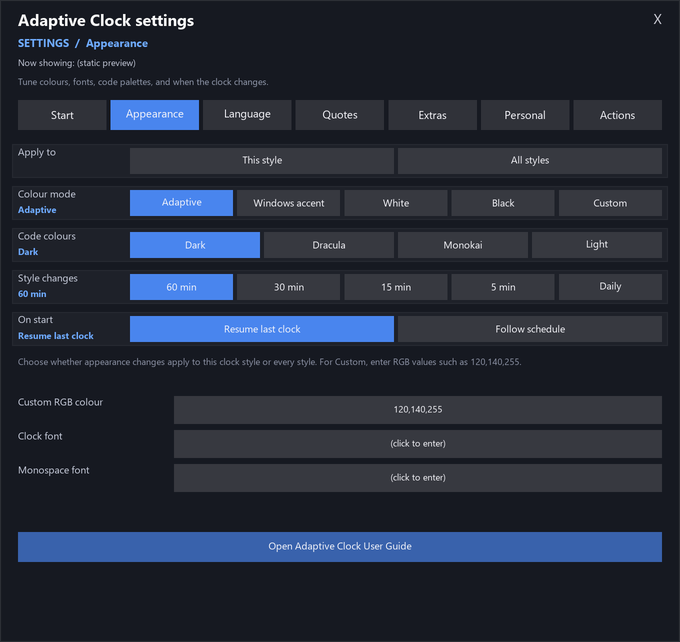 Adaptive Clock settings
X
SETTINGS / Appearance
Now showing: (static preview)
Tune colours, fonts, code palettes, and when the clock changes.
Start Appearance Language Quotes Extras Personal Actions
Apply to This style All styles
Colour mode
Adaptive
Adaptive Windows accent White Black Custom
Code colours
Dark
Dark Dracula Monokai Light
Style changes
60 min
60 min 30 min 15 min 5 min Daily
On start
Resume last clock
Resume last clock Follow schedule
Choose whether appearance changes apply to this clock style or every style. For Custom, enter RGB values such as 120,140,255.
Custom RGB colour 120,140,255
Clock font (click to enter)
Monospace font (click to enter)
Open Adaptive Clock User Guide